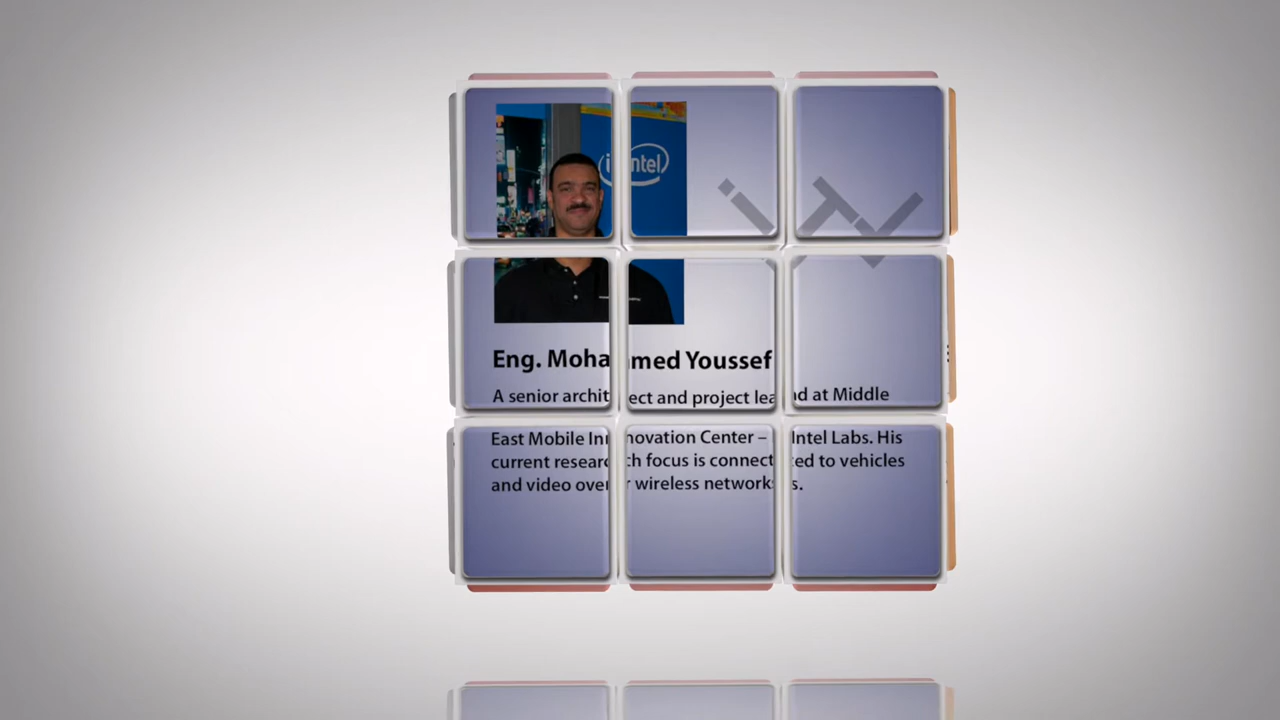 intel
iTV
Eng. Mohammed Youssef
A senior architect and project lead at Middle
East Mobile Innovation Center – Intel Labs. His
current research focus is connected to vehicles
and video over wireless networks.